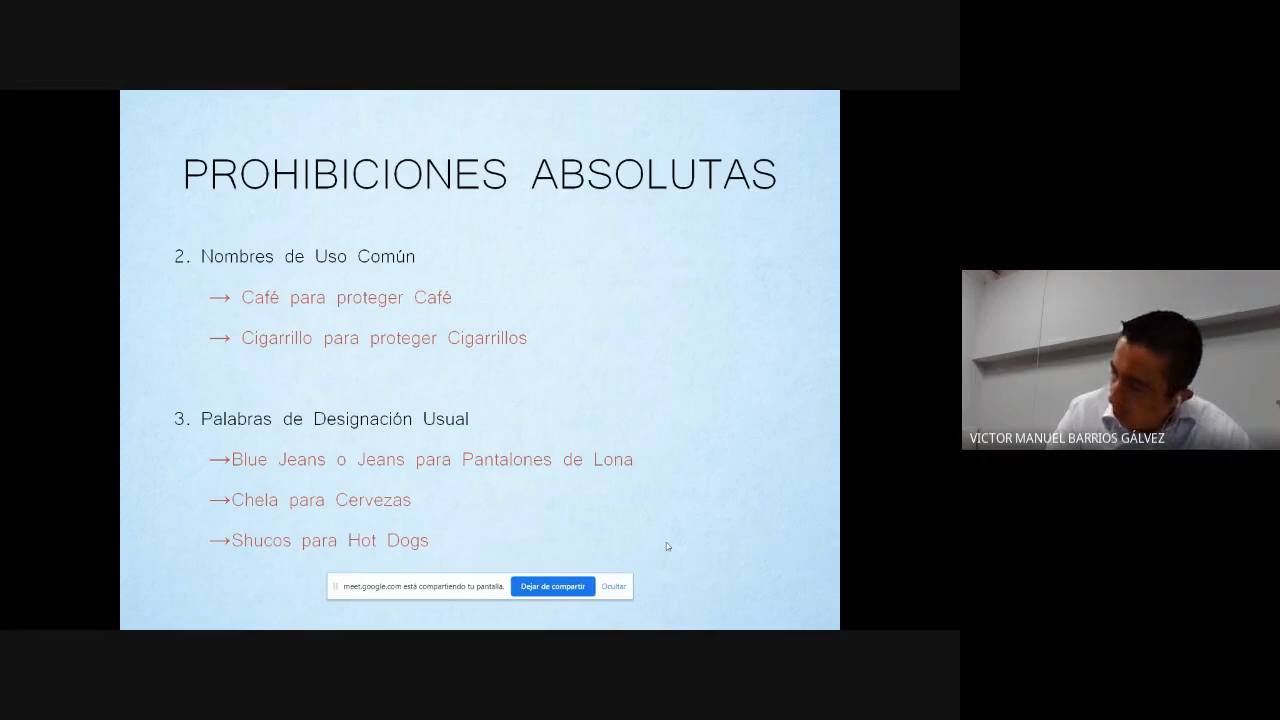 PROHIBICIONES ABSOLUTAS
2. Nombres de Uso Común
→ Café para proteger Café
→ Cigarrillo para proteger Cigarrillos
3. Palabras de Designación Usual
→Blue Jeans o Jeans para Pantalones de Lona
→Chela para Cervezas
→Shucos para Hot Dogs
meet.google.com está compartiendo tu pantalla. Dejar de compartir Ocultar
VICTOR MANUEL BARRIOS GÁLVEZ